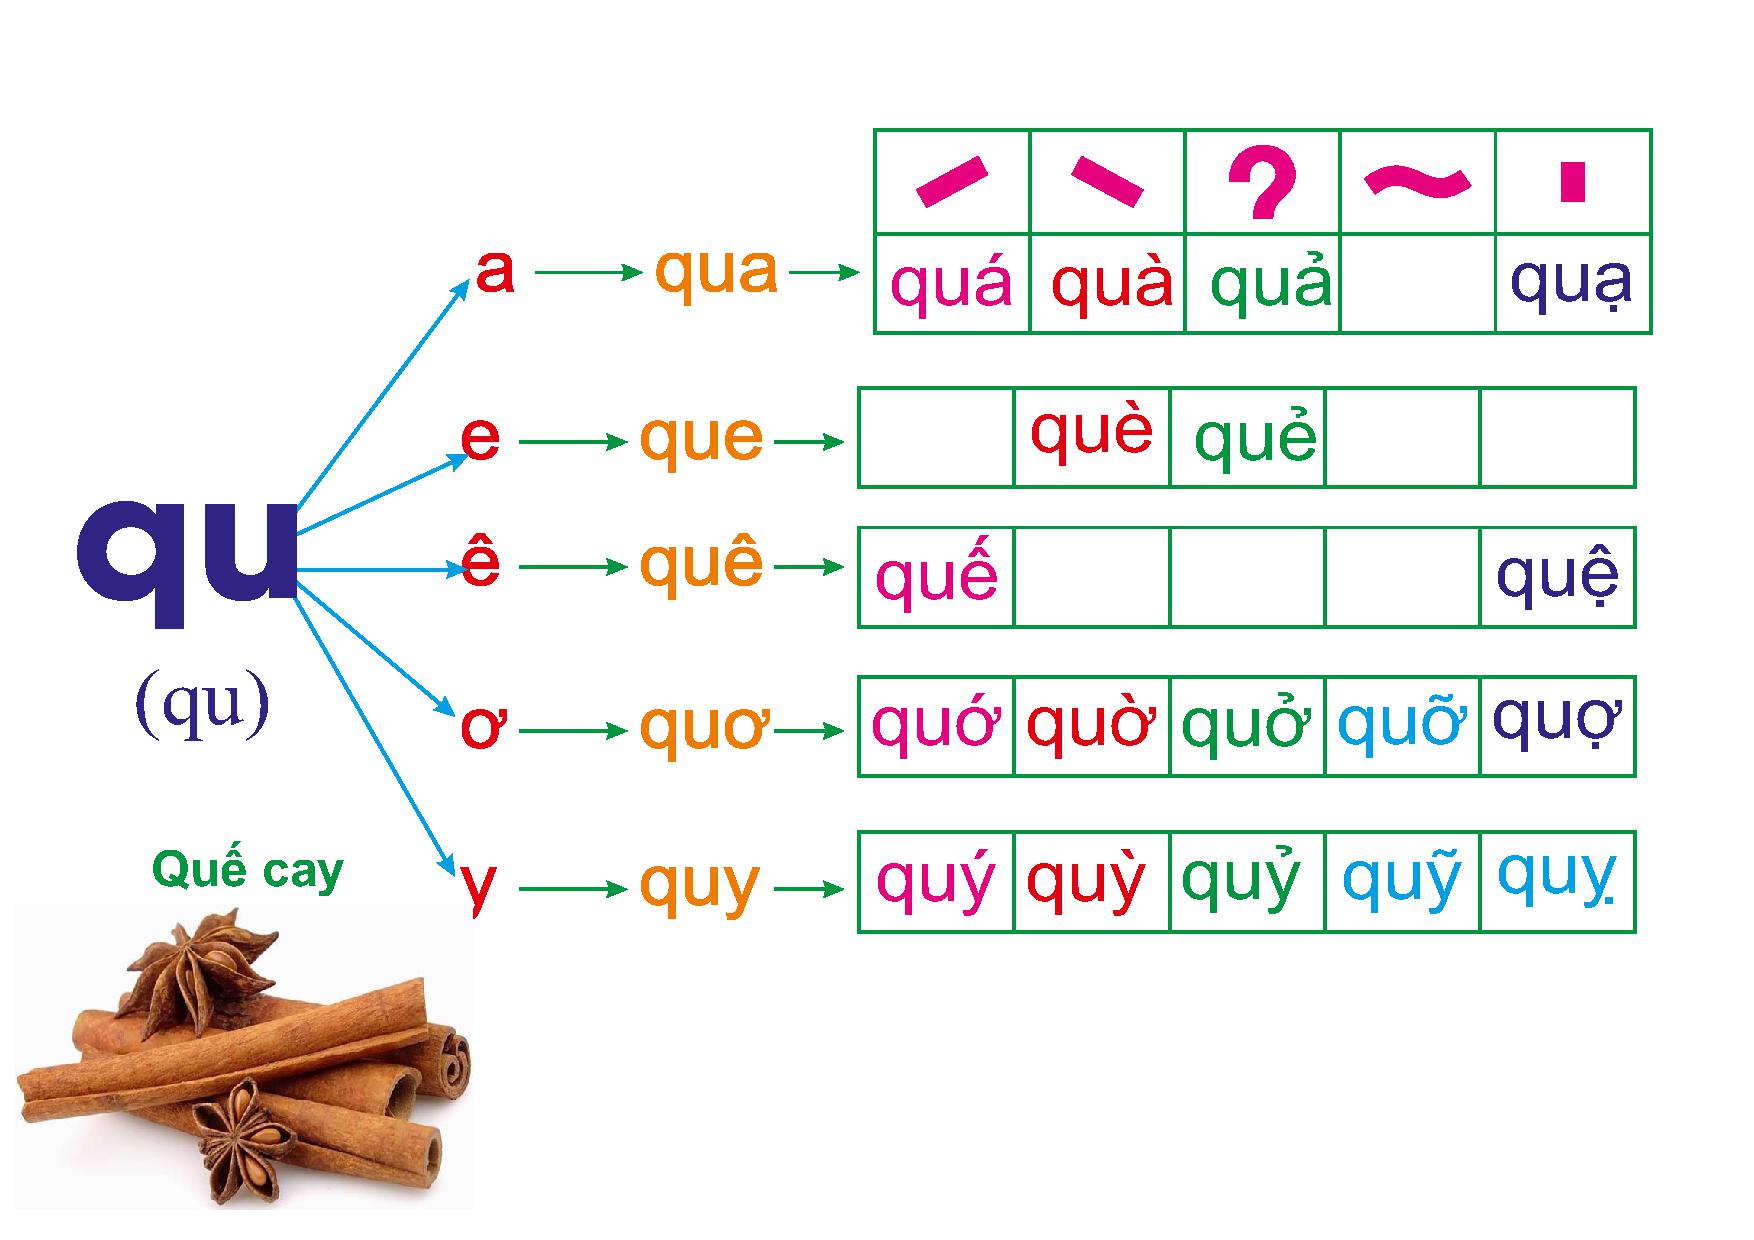 a qua quá quà quả quạ
e que què quẻ
qu
ê quê quế quệ
(qu)
ơ quơ quớ quờ quở quỡ quợ
Quế cay
y quy quý quỳ quỷ quỹ quỵ